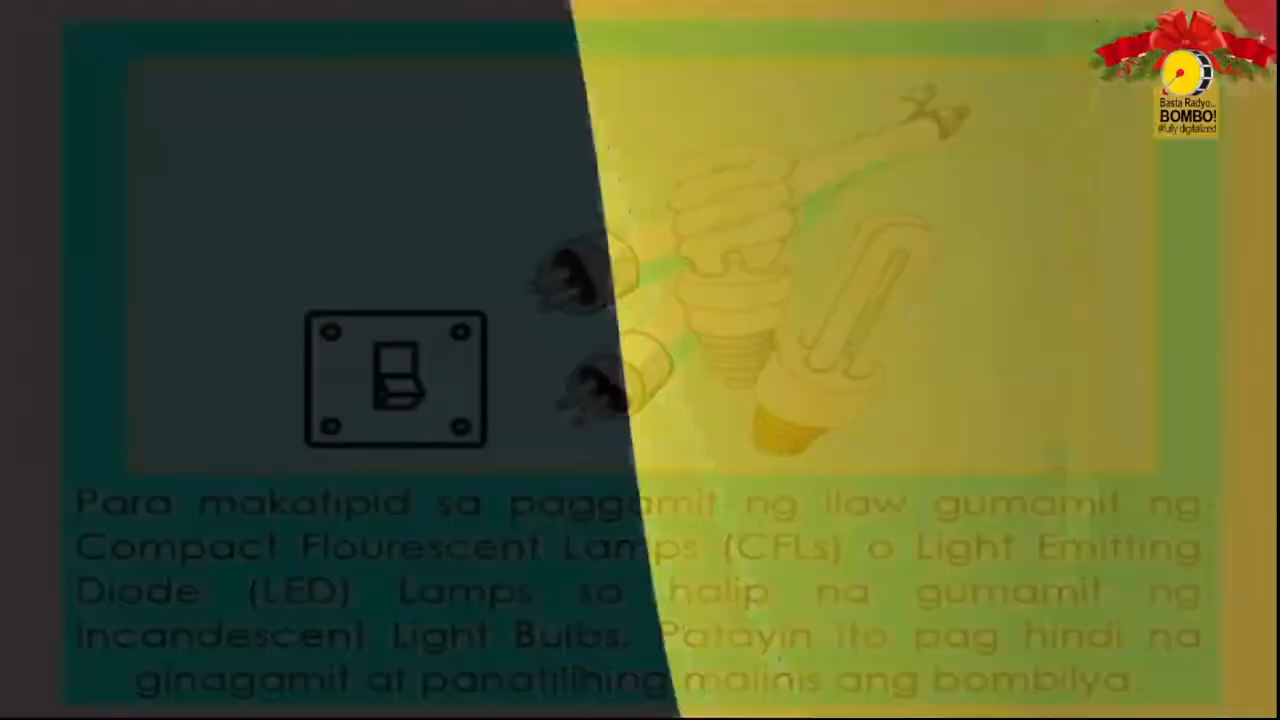 Basta Radyo...
BOMBO!
@fully digitalized
Para makatipid sa paggamit ng ilaw gumamit ng
Compact Flourescent Lamps (CFLs) o Light Emitting
Diode (LED) Lamps sa halip na gumamit ng
Incandescent Light Bulbs. Patayin ito pag hindi na
ginagamit at panatilihing malinis ang bombilya